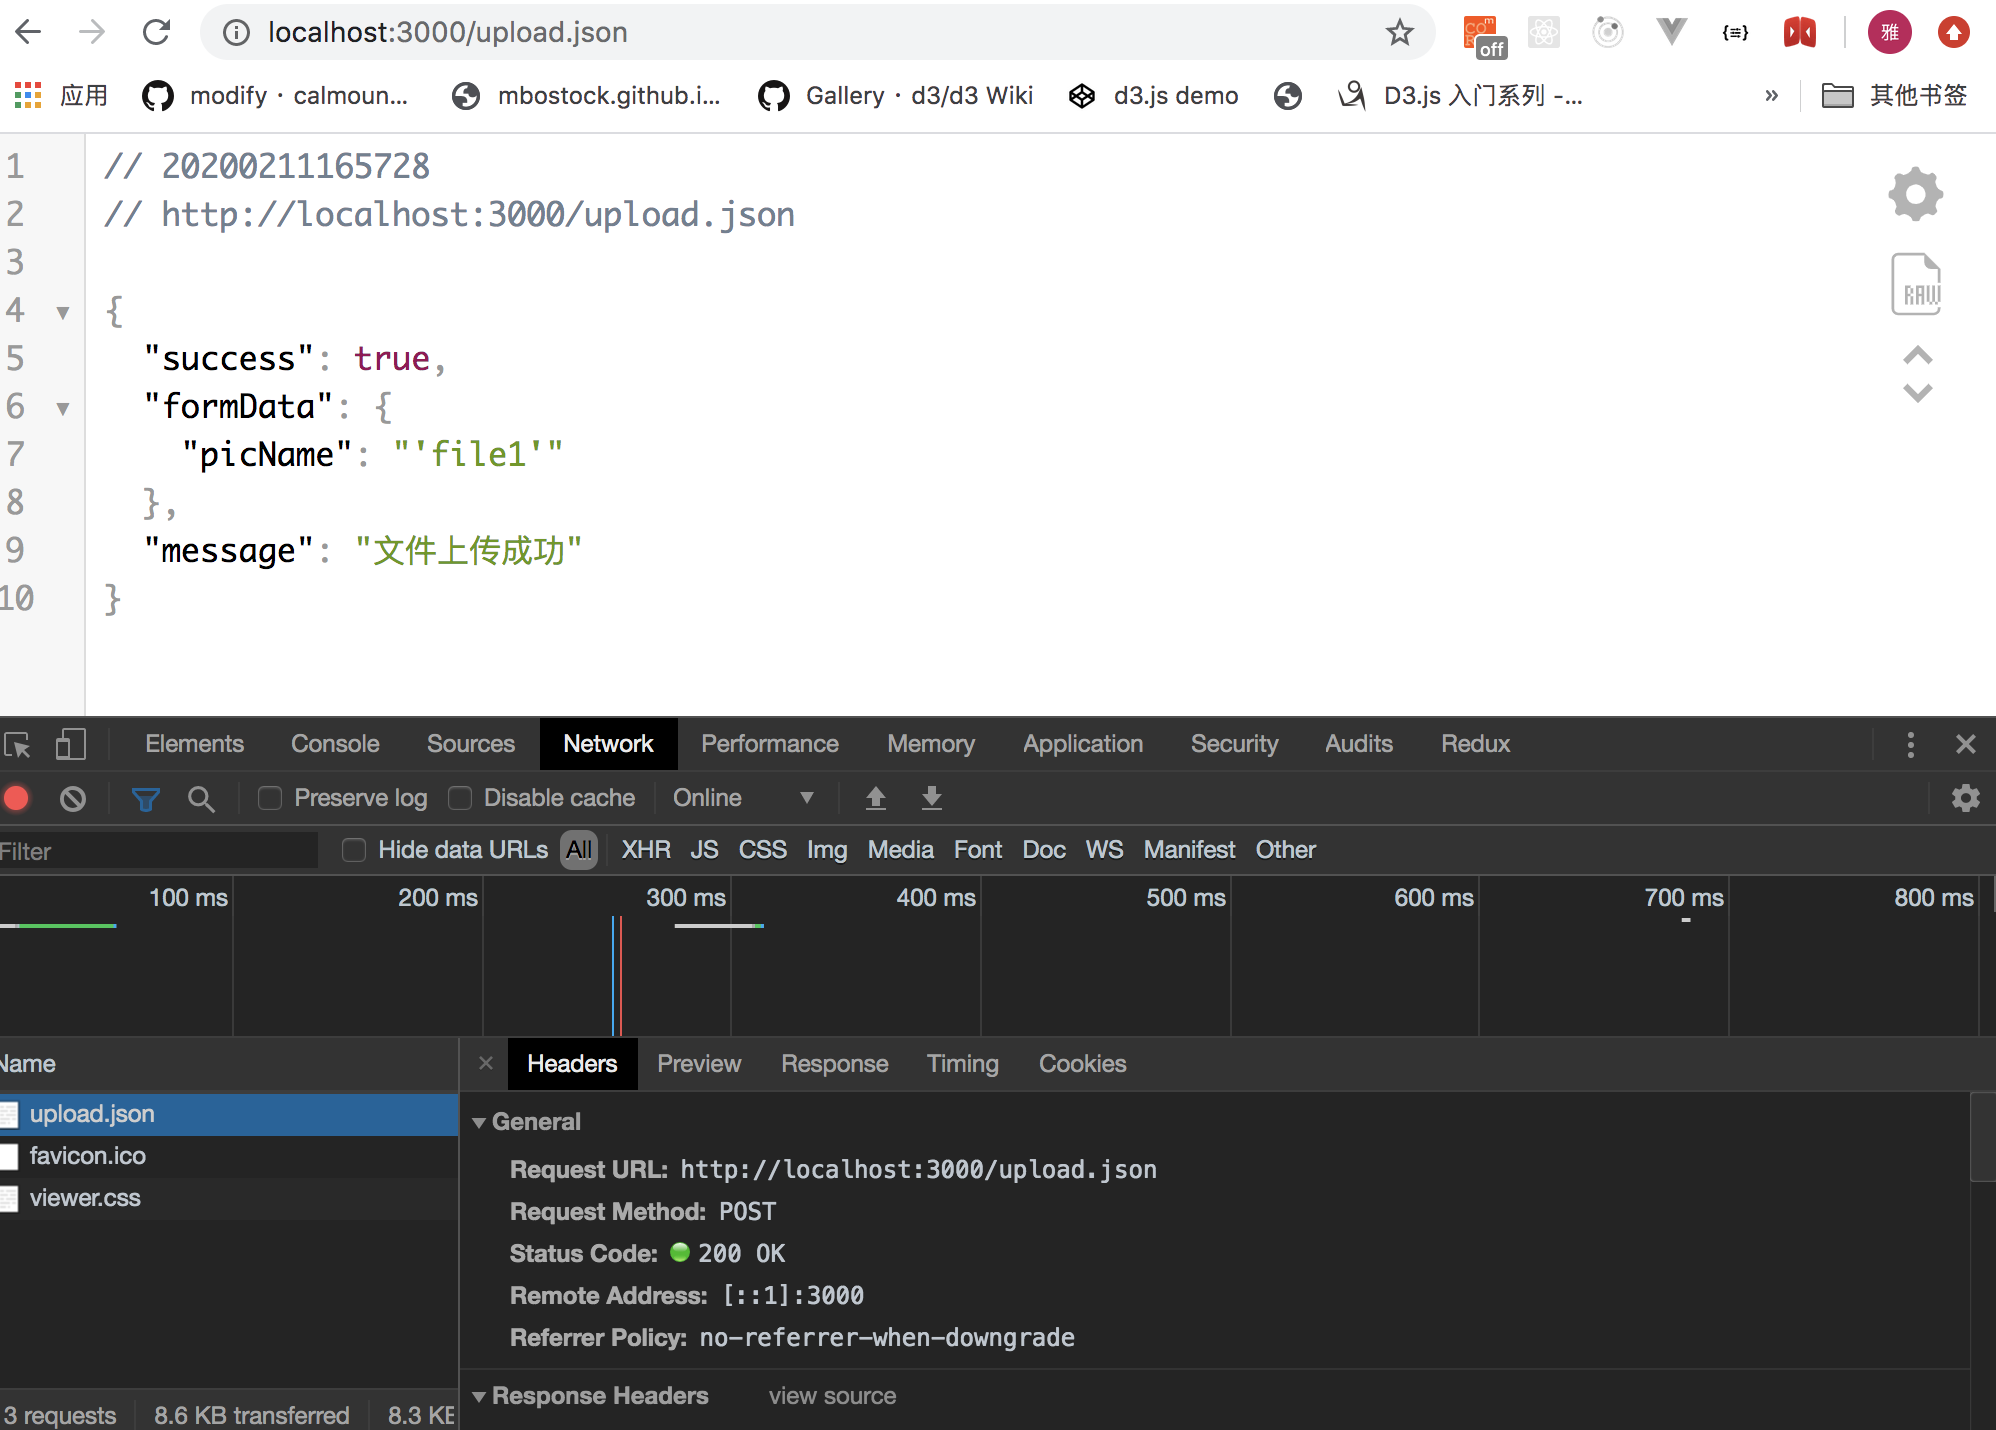 localhost:3000/upload.json
off
雅
应用
modify · calmoun...
mbostock.github.i...
Gallery · d3/d3 Wiki
d3.js demo
D3.js 入门系列 -...
»
其他书签
1 // 20200211165728
2 // http://localhost:3000/upload.json
3
4 {
5 "success": true,
6 "formData": {
7 "picName": "'file1'"
8 },
9 "message": "文件上传成功"
10 }
RAW
Elements Console Sources Network Performance Memory Application Security Audits Redux
Preserve log Disable cache Online
Filter Hide data URLs All XHR JS CSS Img Media Font Doc WS Manifest Other
100 ms 200 ms 300 ms 400 ms 500 ms 600 ms 700 ms 800 ms
Name
Headers Preview Response Timing Cookies
upload.json
favicon.ico
viewer.css
General
Request URL: http://localhost:3000/upload.json
Request Method: POST
Status Code: 200 OK
Remote Address: [::1]:3000
Referrer Policy: no-referrer-when-downgrade
Response Headers view source
3 requests 8.6 KB transferred 8.3 KB